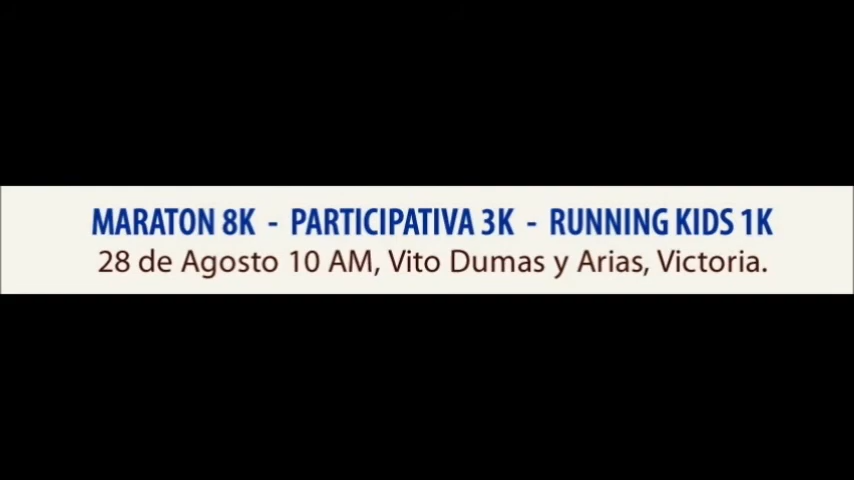 MARATON 8K - PARTICIPATIVA 3K - RUNNING KIDS 1K
28 de Agosto 10 AM, Vito Dumas y Arias, Victoria.